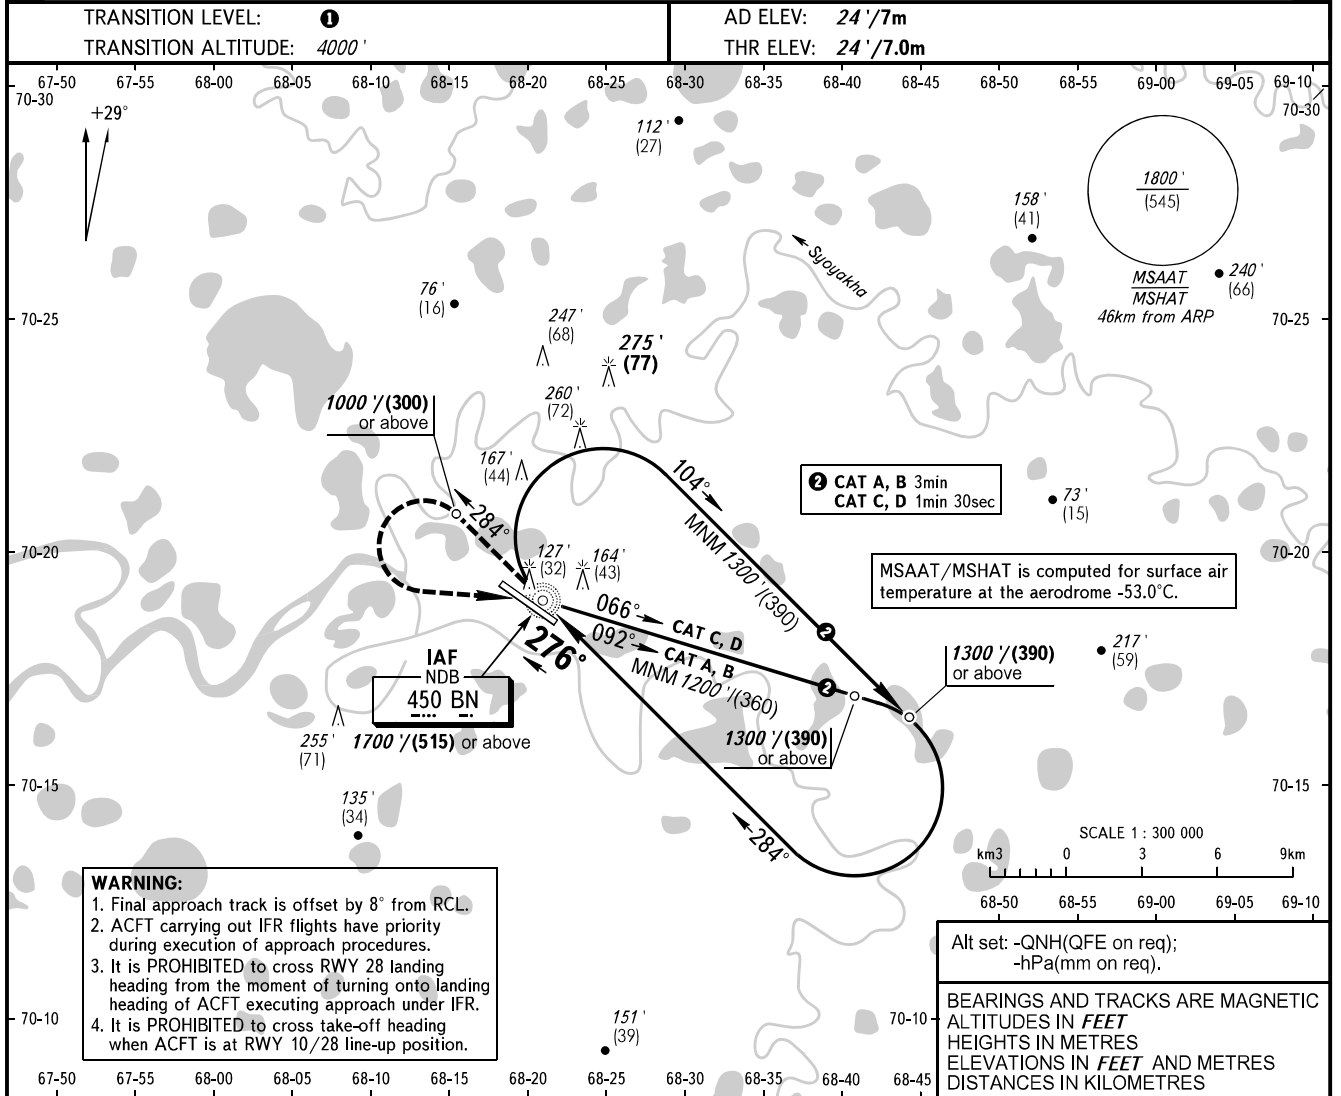 TRANSITION LEVEL: ❶
TRANSITION ALTITUDE: 4000'
AD ELEV: 24'/7m
THR ELEV: 24'/7.0m
67-50 67-55 68-00 68-05 68-10 68-15 68-20 68-25 68-30 68-35 68-40 68-45 68-50 68-55 69-00 69-05 69-10
70-30
70-30
+29°
112'
(27)
1800'
(545)
158'
(41)
MSAAT
MSHAT
46km from ARP
240'
(66)
Syoyakha
76'
(16)
247'
(68)
70-25
70-25
275'
(77)
260'
(72)
1000'/(300)
or above
167'
(44)
104°
❷ CAT A, B 3min
CAT C, D 1min 30sec
73'
(15)
284°
MNM 1300'/(390)
70-20
70-20
127'
(32)
164'
(43)
MSAAT/MSHAT is computed for surface air
temperature at the aerodrome -53.0°C.
066° CAT C, D
092° CAT A, B
MNM 1200'/(360)
❷
❷
276°
217'
(59)
1300'/(390)
or above
IAF
NDB
450 BN
1700'/(515) or above
255'
(71)
1300'/(390)
or above
70-15
70-15
135'
(34)
284°
SCALE 1 : 300 000
km3 0 3 6 9km
68-50 68-55 69-00 69-05 69-10
WARNING:
1. Final approach track is offset by 8° from RCL.
2. ACFT carrying out IFR flights have priority
during execution of approach procedures.
3. It is PROHIBITED to cross RWY 28 landing
heading from the moment of turning onto landing
heading of ACFT executing approach under IFR.
4. It is PROHIBITED to cross take-off heading
when ACFT is at RWY 10/28 line-up position.
Alt set: -QNH(QFE on req);
-hPa(mm on req).
70-10
70-10
151'
(39)
BEARINGS AND TRACKS ARE MAGNETIC
ALTITUDES IN FEET
HEIGHTS IN METRES
ELEVATIONS IN FEET AND METRES
DISTANCES IN KILOMETRES
67-50 67-55 68-00 68-05 68-10 68-15 68-20 68-25 68-30 68-35 68-40 68-45